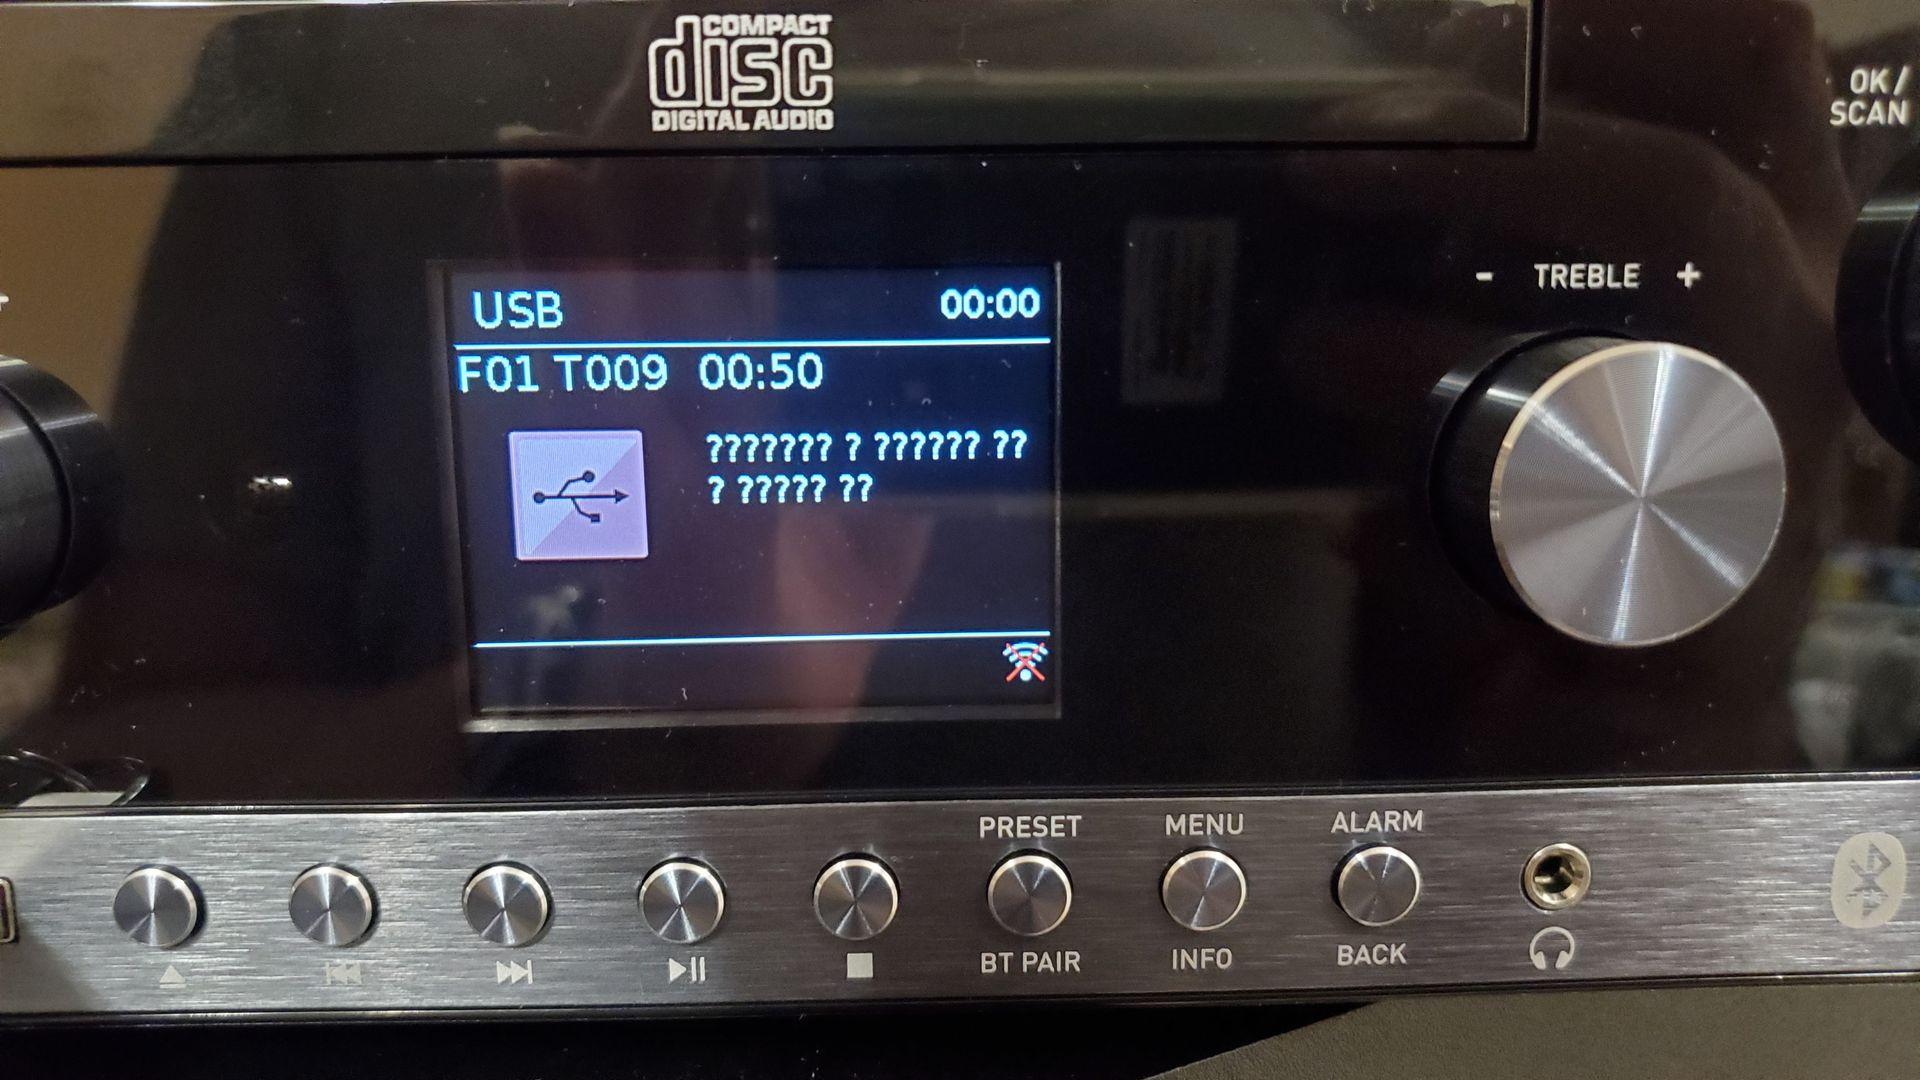 COMPACT
disc
DIGITAL AUDIO
OK /
SCAN
- TREBLE +
USB 00:00
F01 T009 00:50
??????? ? ?????? ??
? ????? ??
PRESET MENU ALARM
BT PAIR INFO BACK